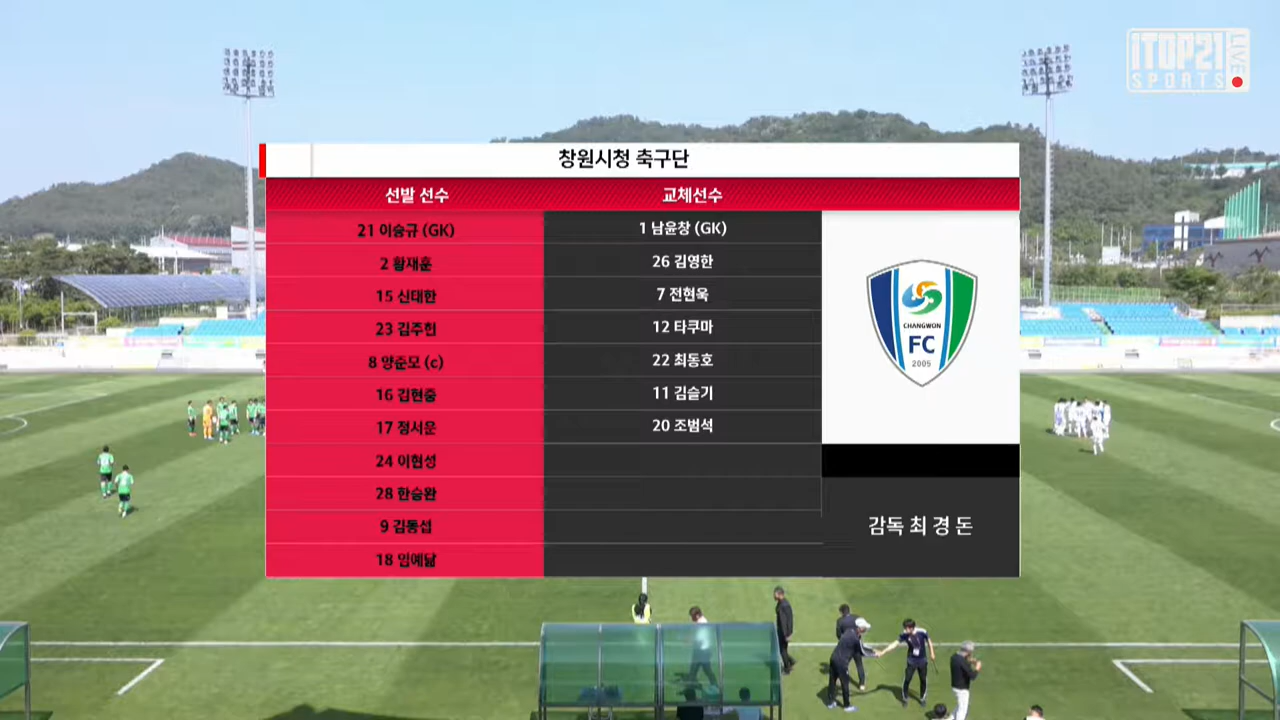 iTOP21
SPORTS
LIVE
창원시청 축구단
선발 선수
교체선수
21 이승규 (GK)
2 황재훈
15 신태한
23 김주헌
8 양준모 (c)
16 김현중
17 정서운
24 이현성
28 한승완
9 김동섭
18 임예닮
1 남윤창 (GK)
26 김영한
7 전현욱
12 타쿠마
22 최동호
11 김슬기
20 조범석
CHANGWON
FC
2005
감독 최 경 돈